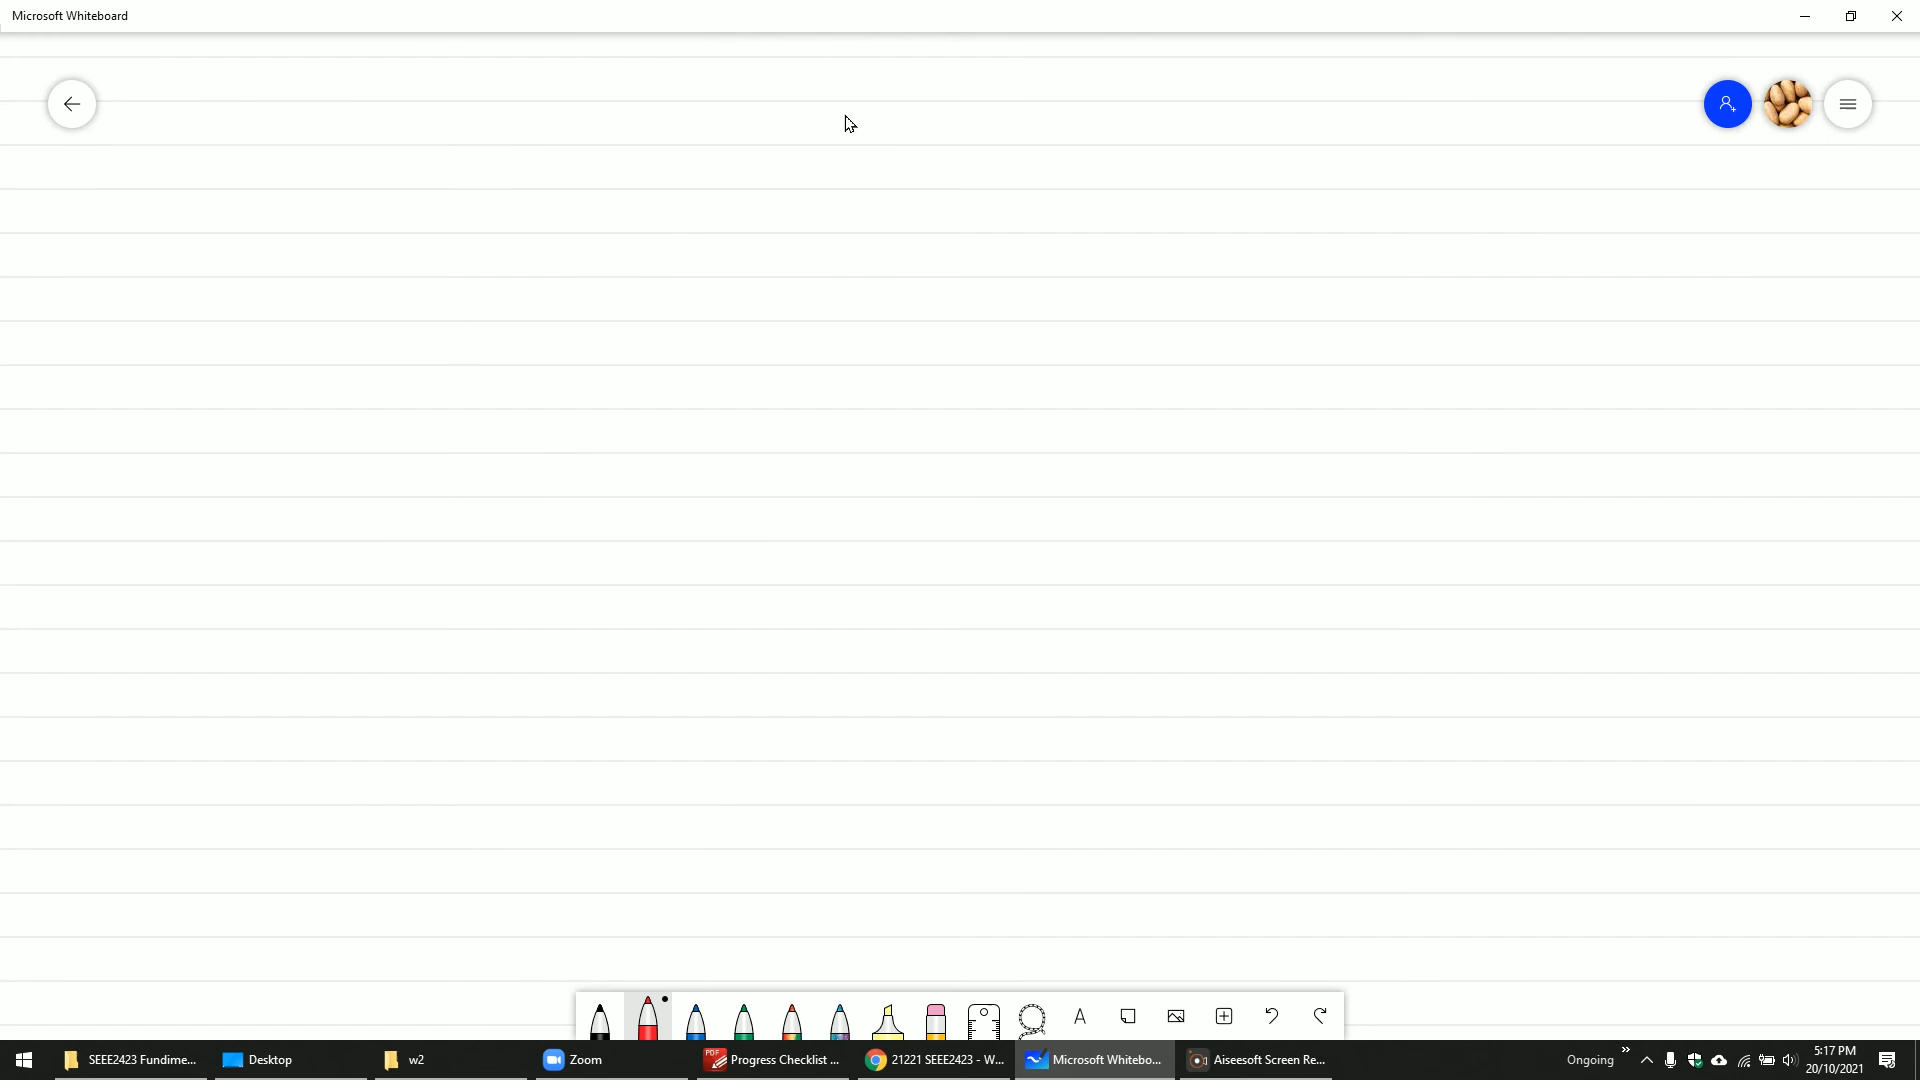 Microsoft Whiteboard
A
SEEE2423 Fundime...
Desktop
w2
Zoom
PDF
Progress Checklist ...
21221 SEEE2423 - W...
Microsoft Whitebo...
Aiseesoft Screen Re...
Ongoing
5:17 PM
20/10/2021